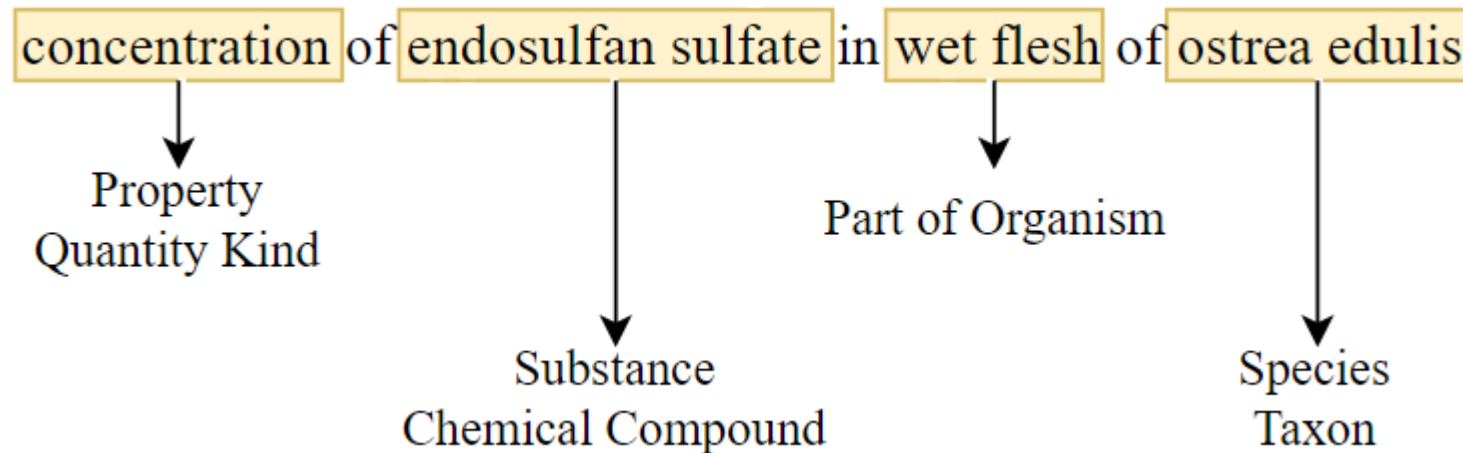 concentration of endosulfan sulfate in wet flesh of ostrea edulis
Property
Quantity Kind
Part of Organism
Substance
Chemical Compound
Species
Taxon